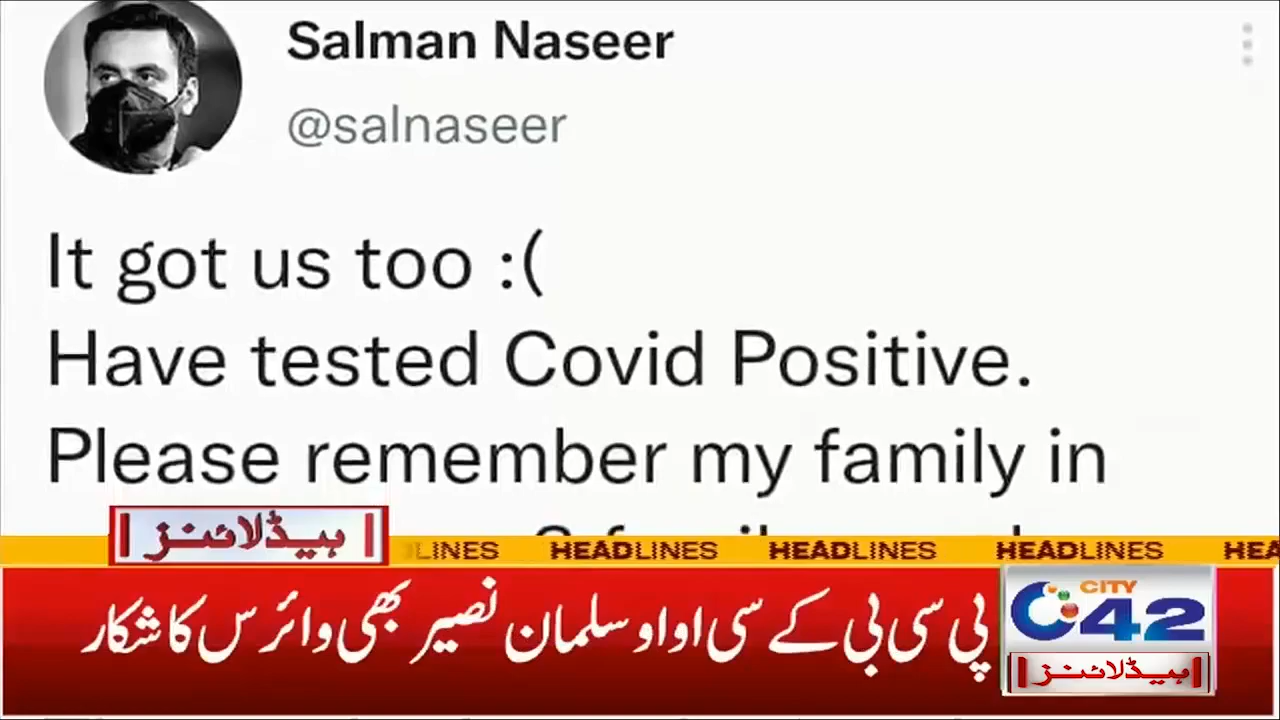 Salman Naseer
@salnaseer
It got us too :(
Have tested Covid Positive.
Please remember my family in
ہیڈلائنز
LINES HEADLINES HEADLINES HEADLINES HEA
پی سی بی کے سی او او سلمان نصیر بھی وائرس کا شکار
CITY
42
ہیڈلائنز